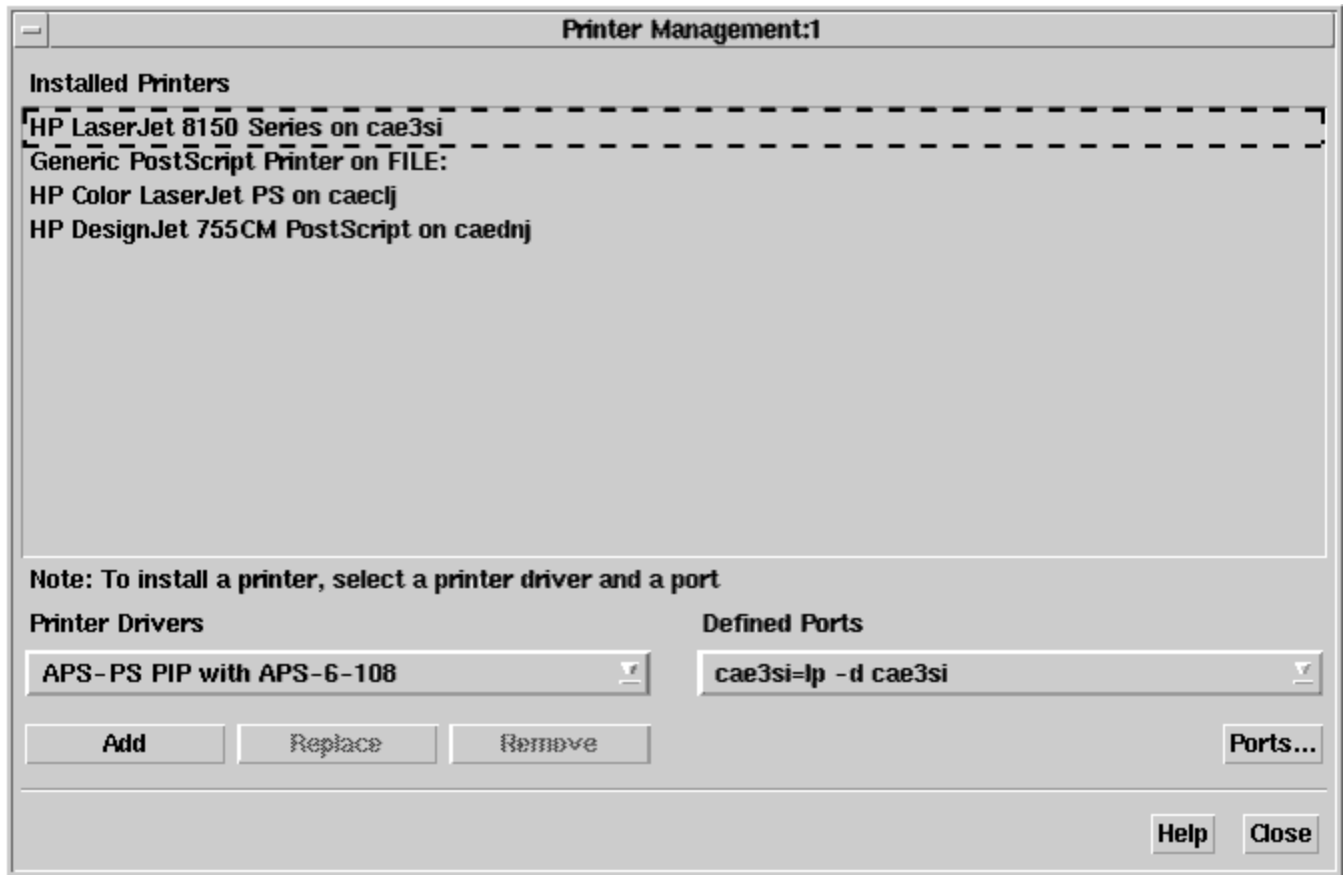 Printer Management:1
Installed Printers
HP LaserJet 8150 Series on cae3si
Generic PostScript Printer on FILE:
HP Color LaserJet PS on caeclj
HP DesignJet 755CM PostScript on caednj
Note: To install a printer, select a printer driver and a port
Printer Drivers
Defined Ports
APS-PS PIP with APS-6-108
cae3si=lp -d cae3si
Add
Replace
Remove
Ports...
Help
Close